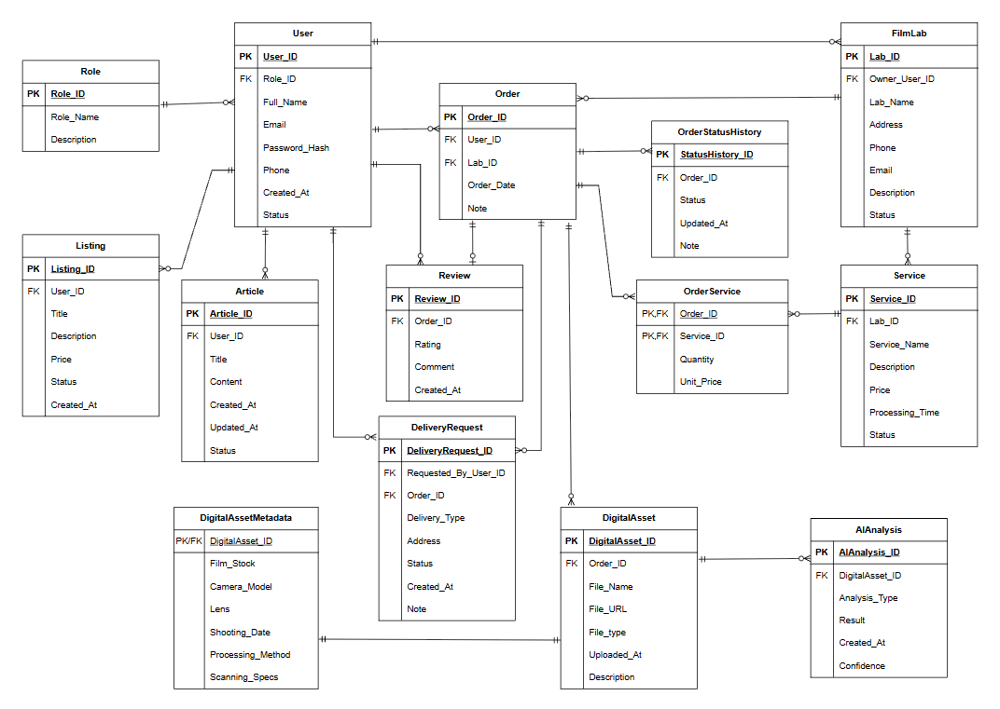 User
PK User_ID
FK Role_ID
Full_Name
Email
Password_Hash
Phone
Created_At
Status
FilmLab
PK Lab_ID
FK Owner_User_ID
Lab_Name
Address
Phone
Email
Description
Status
Role
PK Role_ID
Role_Name
Description
Order
PK Order_ID
FK User_ID
FK Lab_ID
Order_Date
Note
OrderStatusHistory
PK StatusHistory_ID
FK Order_ID
Status
Updated_At
Note
Listing
PK Listing_ID
FK User_ID
Title
Description
Price
Status
Created_At
Article
PK Article_ID
FK User_ID
Title
Content
Created_At
Updated_At
Status
Review
PK Review_ID
FK Order_ID
Rating
Comment
Created_At
OrderService
PK,FK Order_ID
PK,FK Service_ID
Quantity
Unit_Price
Service
PK Service_ID
FK Lab_ID
Service_Name
Description
Price
Processing_Time
Status
DeliveryRequest
PK DeliveryRequest_ID
FK Requested_By_User_ID
FK Order_ID
Delivery_Type
Address
Status
Created_At
Note
DigitalAssetMetadata
PK/FK DigitalAsset_ID
Film_Stock
Camera_Model
Lens
Shooting_Date
Processing_Method
Scanning_Specs
DigitalAsset
PK DigitalAsset_ID
FK Order_ID
File_Name
File_URL
File_type
Uploaded_At
Description
AIAnalysis
PK AIAnalysis_ID
FK DigitalAsset_ID
Analysis_Type
Result
Created_At
Confidence